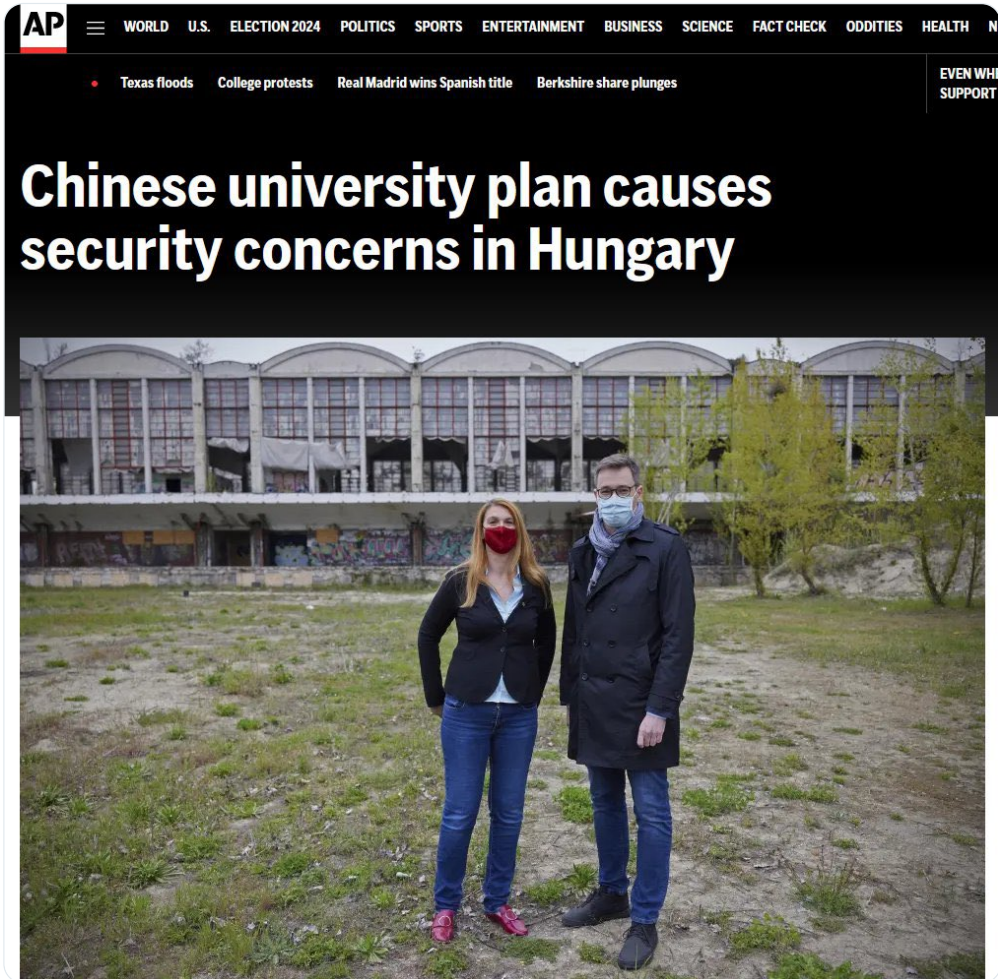 AP
WORLD U.S. ELECTION 2024 POLITICS SPORTS ENTERTAINMENT BUSINESS SCIENCE FACT CHECK ODDITIES HEALTH N
Texas floods College protests Real Madrid wins Spanish title Berkshire share plunges
EVEN WHE
SUPPORT
Chinese university plan causes
security concerns in Hungary